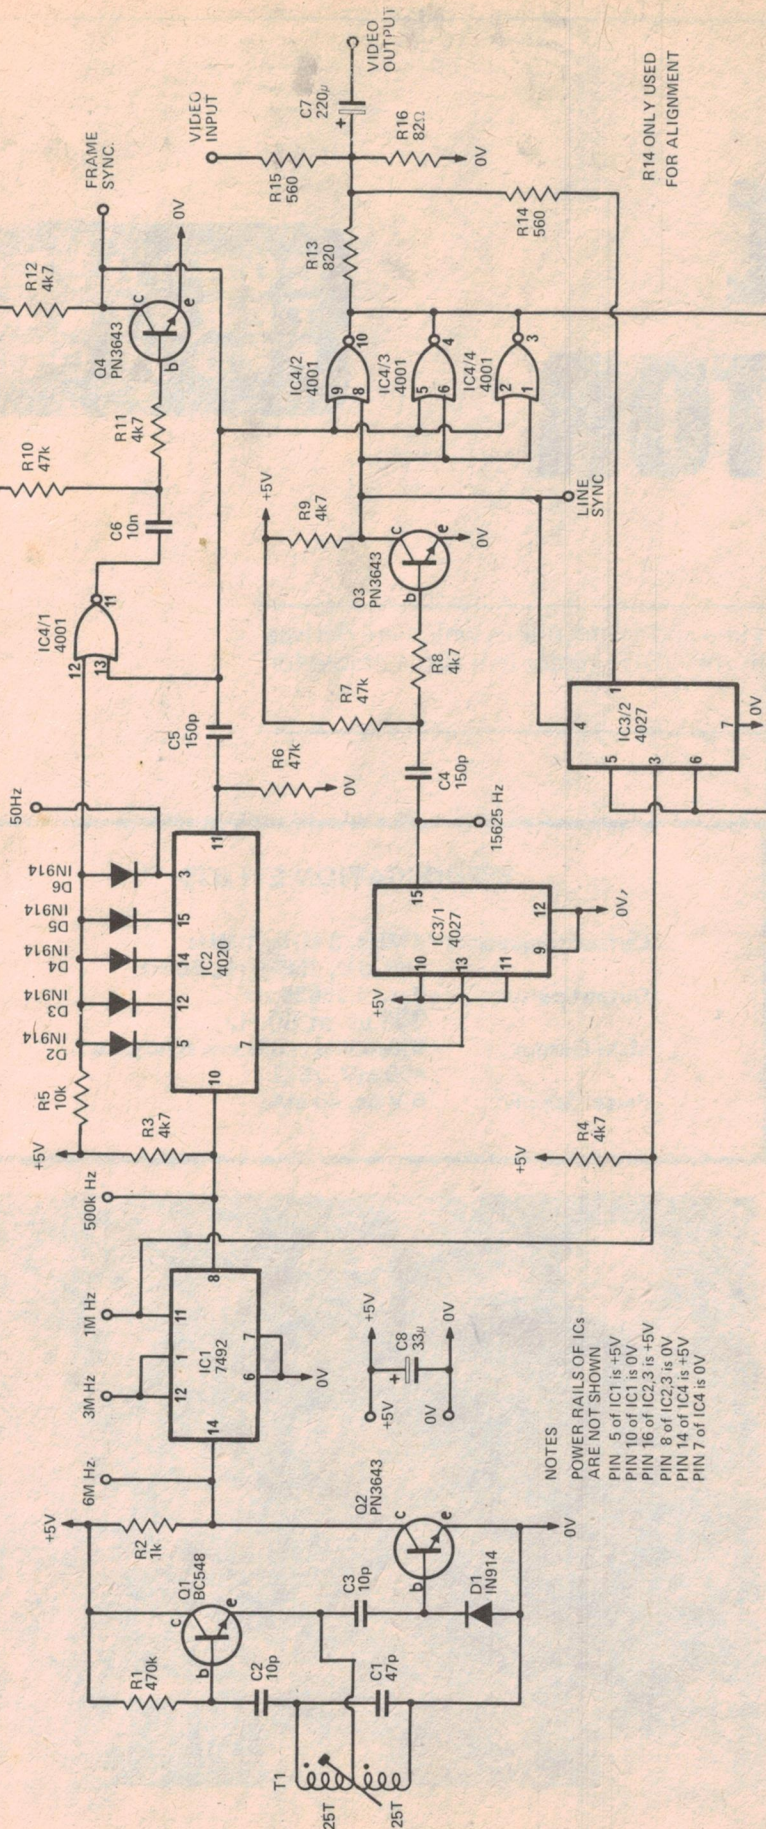 +5V
R1
470k
Q1
BC548
c
b
e
R2
1k
6M Hz
C2
10p
T1
25T
25T
C1
47p
C3
10p
Q2
PN3643
c
b
e
D1
IN914
0V
3M Hz
1M Hz
500k Hz
14
12
1
11
8
IC1
7492
6
7
0V
+5V
+5V
C8
33µ
+
0V
0V
+5V
R5
10k
R3
4k7
D2
IN914
D3
IN914
D4
IN914
D5
IN914
D6
IN914
50Hz
10
5
12
14
15
3
11
7
IC2
4020
+5V
R4
4k7
+5V
10
13
11
15
IC3/1
4027
9
12
0V
15625 Hz
R6
47k
0V
C5
150p
C4
150p
R7
47k
R8
4k7
12
13
11
IC4/1
4001
C6
10n
R10
47k
R11
4k7
b
Q4
PN3643
c
e
0V
R12
4k7
FRAME
SYNC.
+5V
R9
4k7
Q3
PN3643
c
b
e
0V
LINE
SYNC
5
3
6
4
1
7
IC3/2
4027
0V
IC4/2
4001
9
8
10
IC4/3
4001
5
6
4
IC4/4
4001
2
1
3
R13
820
R14
560
R15
560
VIDEO
INPUT
R16
82Ω
0V
C7
220µ
+
VIDEO
OUTPUT
R14 ONLY USED
FOR ALIGNMENT
NOTES
POWER RAILS OF ICs
ARE NOT SHOWN
PIN 5 of IC1 is +5V
PIN 10 of IC1 is 0V
PIN 16 of IC2,3 is +5V
PIN 8 of IC2,3 is 0V
PIN 14 of IC4 is +5V
PIN 7 of IC4 is 0V